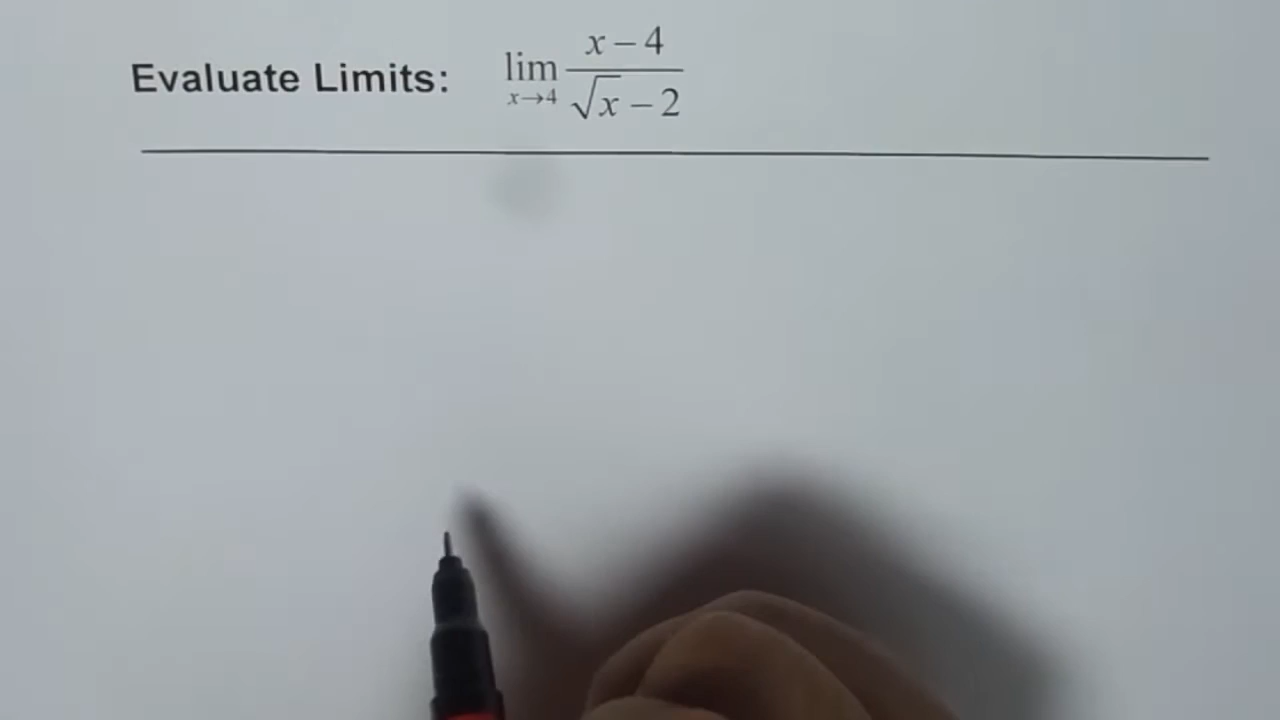 Evaluate Limits: lim x→4 x − 4 / √x − 2